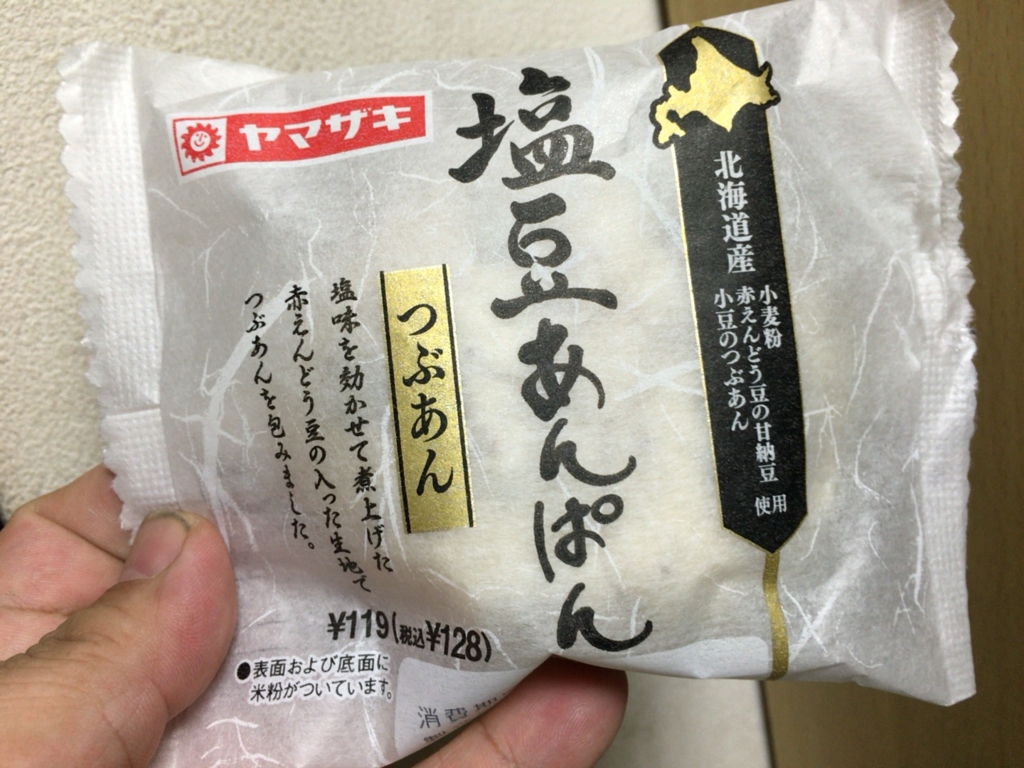 ヤマザキ
塩豆あんぱん
北海道産
小麦粉
赤えんどう豆の甘納豆
小豆のつぶあん
使用
つぶあん
塩味を効かせて煮上げた
赤えんどう豆の入った生地で
つぶあんを包みました。
¥119(税込¥128)
●表面および底面に
米粉がついています。
消費